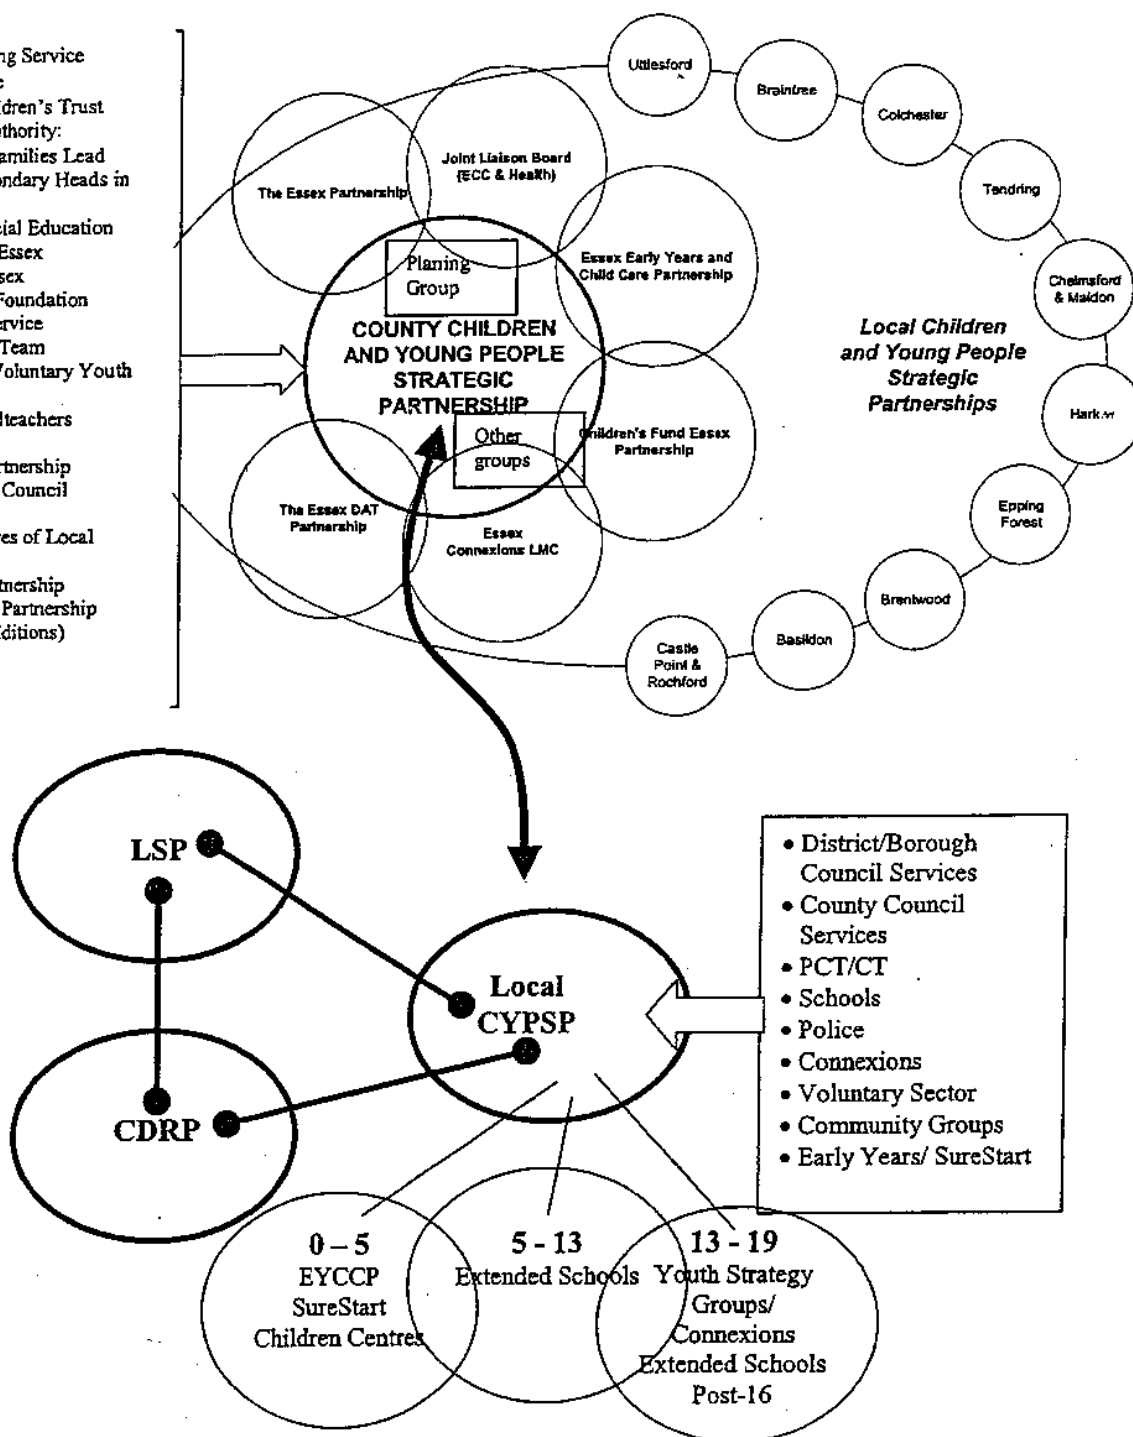 ng Service
e
dren's Trust
thority:
amilies Lead
ondary Heads in
cial Education
Essex
sex
Foundation
ervice
Team
Voluntary Youth
dteachers
rtnership
Council
res of Local
tnership
Partnership
ditions)
The Essex Partnership
Joint Liaison Board
(ECC & Health)
Essex Early Years and
Child Care Partnership
Planing
Group
COUNTY CHILDREN
AND YOUNG PEOPLE
STRATEGIC
PARTNERSHIP
Other
groups
Children's Fund Essex
Partnership
The Essex DAT
Partnership
Essex
Connexions LMC
Uttlesford
Braintree
Colchester
Tendring
Chelmsford
& Maldon
Harlow
Epping
Forest
Brentwood
Basildon
Castle
Point &
Rochford
Local Children
and Young People
Strategic
Partnerships
LSP
CDRP
Local
CYPSP
• District/Borough
Council Services
• County Council
Services
• PCT/CT
• Schools
• Police
• Connexions
• Voluntary Sector
• Community Groups
• Early Years/ SureStart
0 – 5
EYCCP
SureStart
Children Centres
5 - 13
Extended Schools
13 - 19
Youth Strategy
Groups/
Connexions
Extended Schools
Post-16